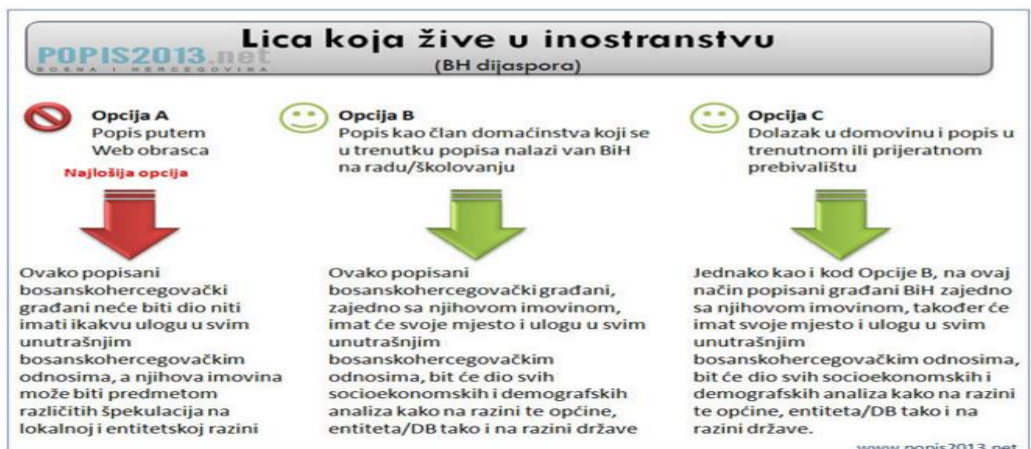 Lica koja žive u inostranstvu
POPIS2013.net
BOSNA I HERCEGOVINA
(BH dijaspora)
Opcija A
Popis putem
Web obrasca
Najlošija opcija
Ovako popisani
bosanskohercegovački
građani neće biti dio niti
imati ikakvu ulogu u svim
unutrašnjim
bosanskohercegovačkim
odnosima, a njihova imovina
može biti predmetom
različitih špekulacija na
lokalnoj i entitetskoj razini
Opcija B
Popis kao član domaćinstva koji se
u trenutku popisa nalazi van BiH
na radu/školovanju
Ovako popisani
bosanskohercegovački građani,
zajedno sa njihovom imovinom,
imat će svoje mjesto i ulogu u svim
unutrašnjim
bosanskohercegovačkim
odnosima, bit će dio svih
socioekonomskih i demografskih
analiza kako na razini te općine,
entiteta/DB tako i na razini države
Opcija C
Dolazak u domovinu i popis u
trenutnom ili prijeratnom
prebivalištu
Jednako kao i kod Opcije B, na ovaj
način popisani građani BiH zajedno
sa njihovom imovinom, također će
imat svoje mjesto i ulogu u svim
unutrašnjim
bosanskohercegovačkim odnosima,
bit će dio svih socioekonomskih i
demografskih analiza kako na razini
te općine, entiteta/DB tako i na
razini države.
www.popis2013.net